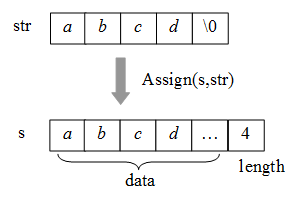 str a b c d \0
Assign(s,str)
s a b c d … 4
length
data